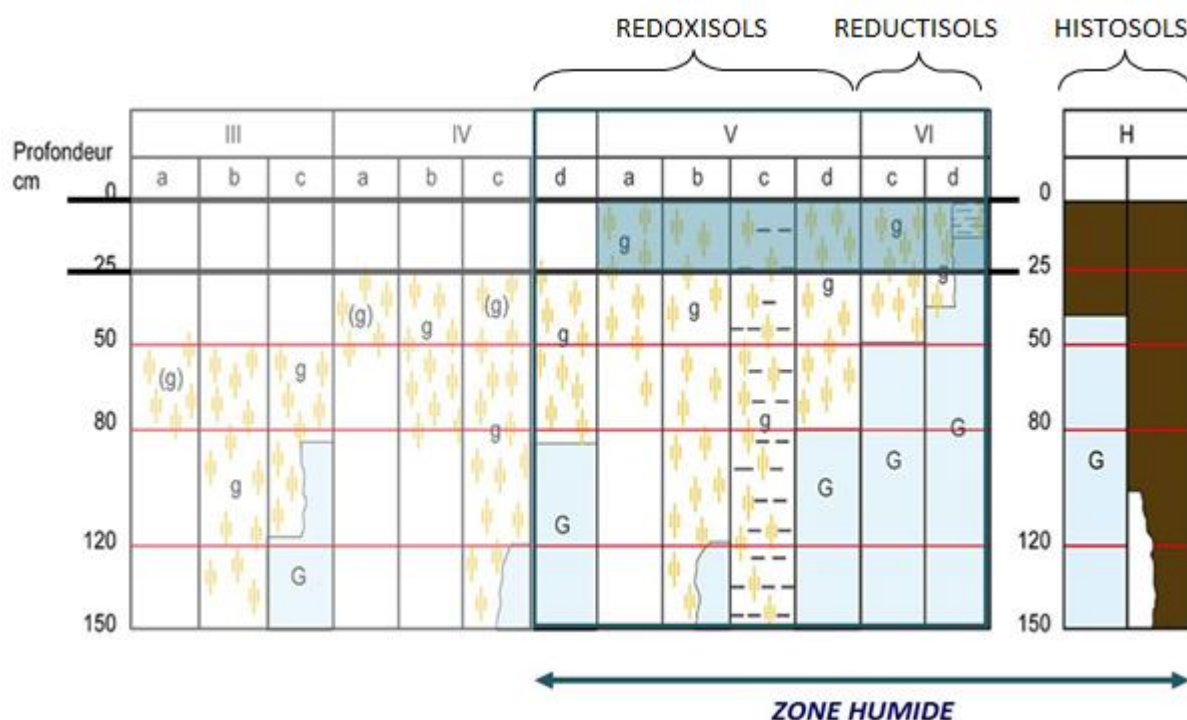 REDOXISOLS REDUCTISOLS HISTOSOLS
III IV V VI H
Profondeur
cm
a b c a b c d a b c d c d
0 0
g g
g
25 25
(g) g (g) g g g
g
50 50
(g) g g
80 80
g g g G
g G G G
G
120 120
G
150 150
ZONE HUMIDE